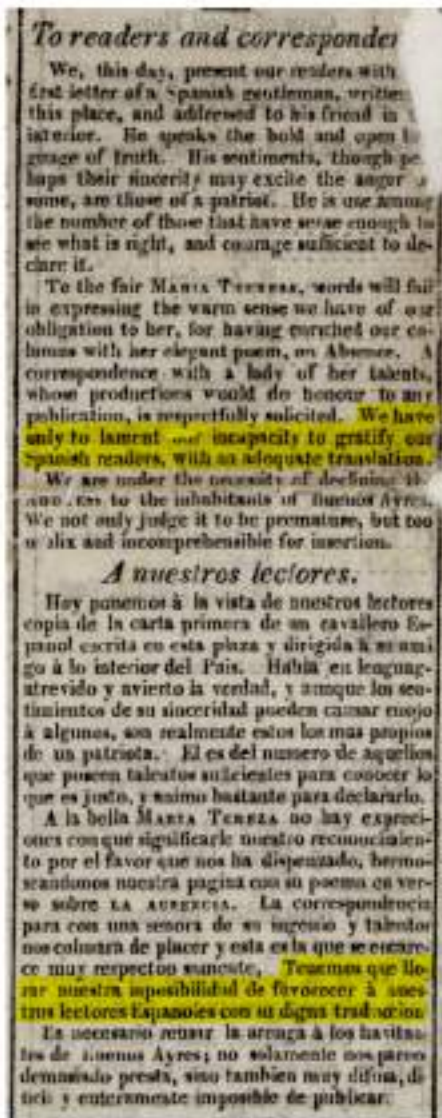 To readers and corresponden
We, this day, present our readers with
first letter of a Spanish gentleman, written
this place, and addressed to his friend in
interior. He speaks the bold and open
guage of truth. His sentiments, though
haps their sincerity may excite the anger
some, are those of a patriot. He is one among
the number of those that have sense enough to
see what is right, and courage sufficient to de-
clare it.
To the fair MARIA TERESA, words will fail
in expressing the warm sense we have of our
obligation to her, for having enriched our co-
lumns with her elegant poem, on Absence. A
correspondence with a lady of her talents,
whose productions would do honour to any
publication, is respectfully solicited. We have
only to lament our incapacity to gratify our
Spanish readers, with an adequate translation.
We are under the necessity of declining the
to the inhabitants of Buenos Ayres.
We not only judge it to be premature, but too
and incomprehensible for insertion.
A nuestros lectores.
Hoy ponemos à la vista de nuestros lectores
copia de la carta primera de un cavallero Es-
panol escrita en esta plaza y dirigida à su ami
go à lo interior del Pais. Habla en lenguage
atrevido y avierto la verdad, y aunque los sen-
timientos de su sinceridad pueden causar enojo
à algunos, son realmente estos los mas propios
de un patriota. El es del numero de aquellos
que poseen talentos suficientes para conocer lo
que es justo, y animo bastante para declararlo.
A la bella MARIA TEREZA no hay expreci-
ones con que significarle nuestro reconocimien-
to por el favor que nos ha dispenzado, hermo-
seandonos nuestra pagina con su poema en ver-
so sobre LA AUSENCIA. La correspondencia
para con una senora de su ingenio y talentos
nos colmara de placer y esta es la que se encare-
ce muy Tenemos que llo-
rar nuestra inposibilidad de favorecer à nues-
tros lectores Espanoles con su digna traduccion
Es necesario la arenga à los havitan-
tes de Buenos Ayres; no solamente nos parece
demasiado presta, sino tambien muy difusa, di-
ficil y enteramente imposible de publicar.